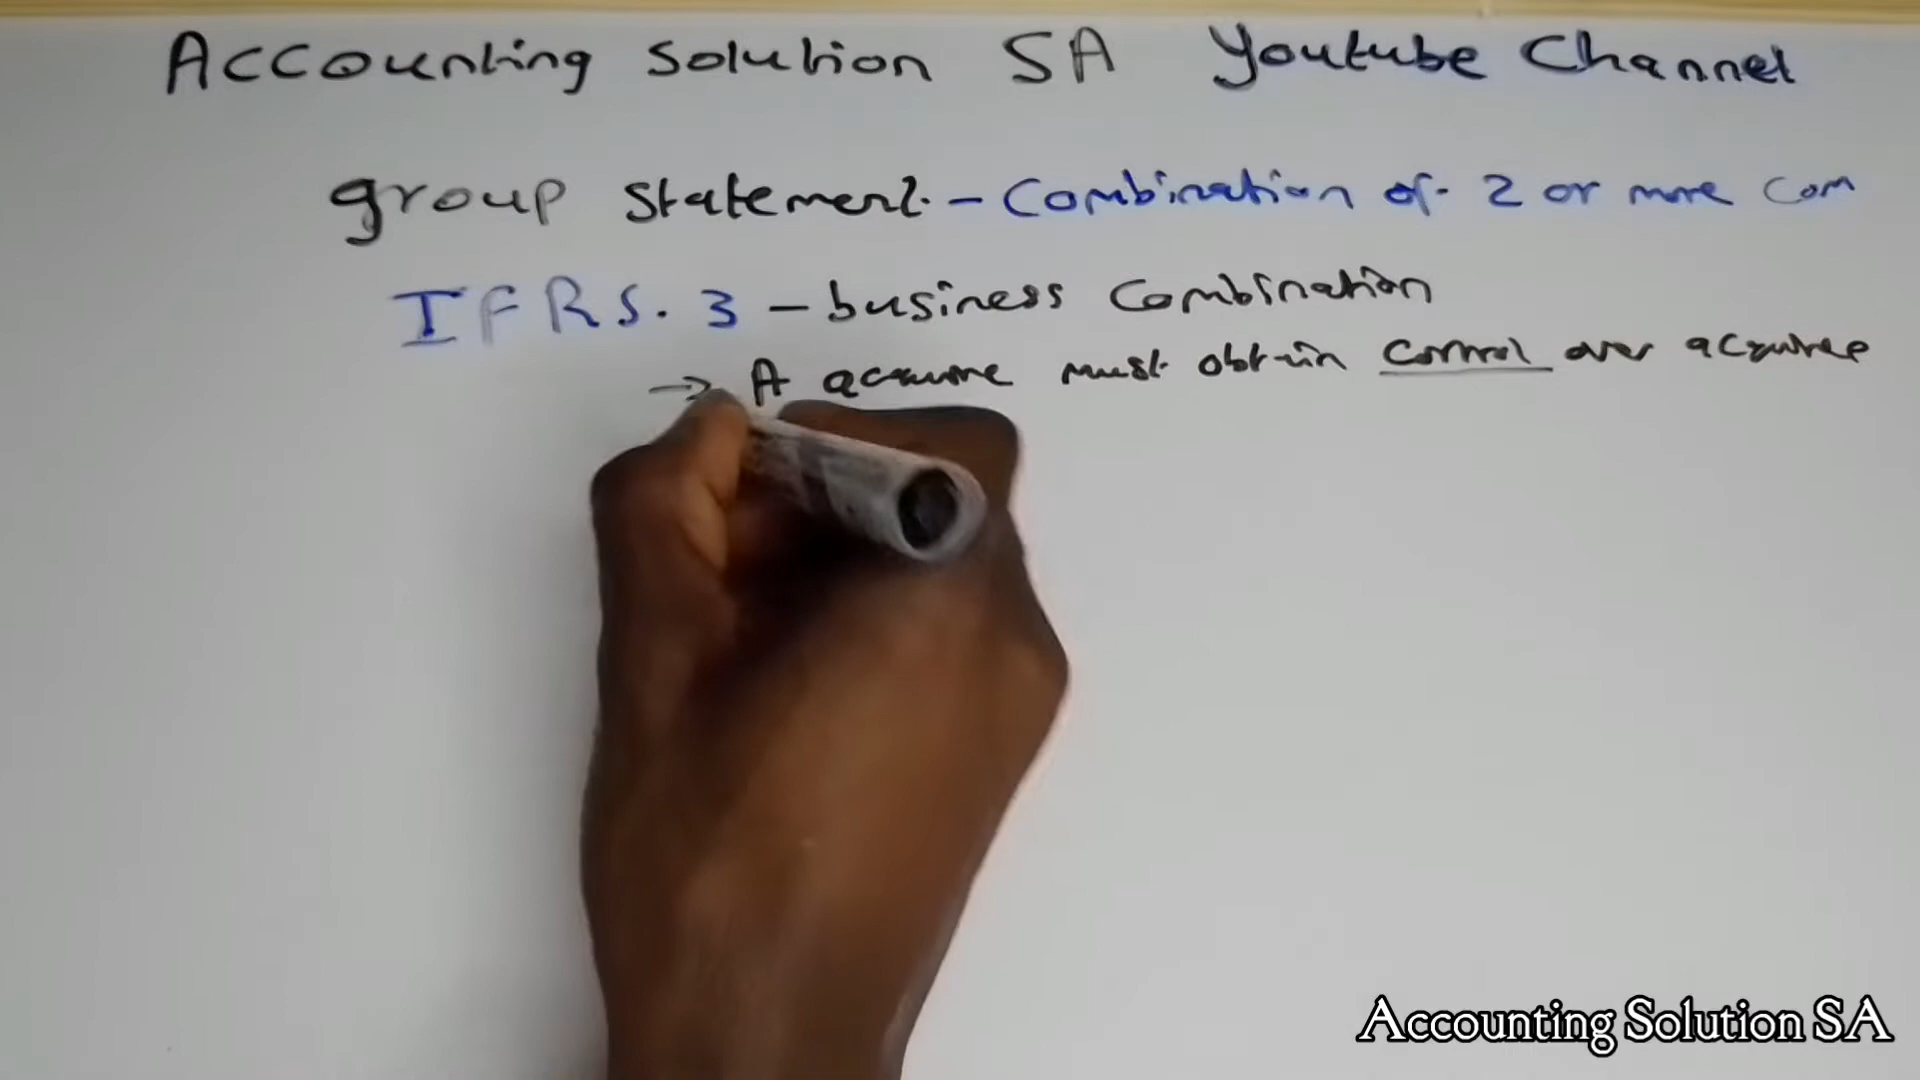 Accounting Solution SA Youtube Channel
group statement - Combination of 2 or more com
IFRS. 3 - business Combination
→ A acquire must obtain control over acquiree
Accounting Solution SA